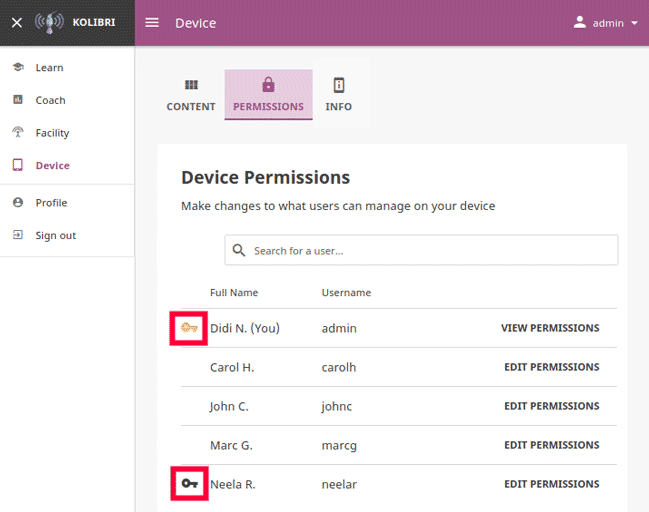 KOLIBRI
Device
admin
Learn
Coach
Facility
Device
Profile
Sign out
CONTENT
PERMISSIONS
INFO
Device Permissions
Make changes to what users can manage on your device
Search for a user...
Full Name Username
Didi N. (You) admin VIEW PERMISSIONS
Carol H. carolh EDIT PERMISSIONS
John C. johnc EDIT PERMISSIONS
Marc G. marcg EDIT PERMISSIONS
Neela R. neelar EDIT PERMISSIONS